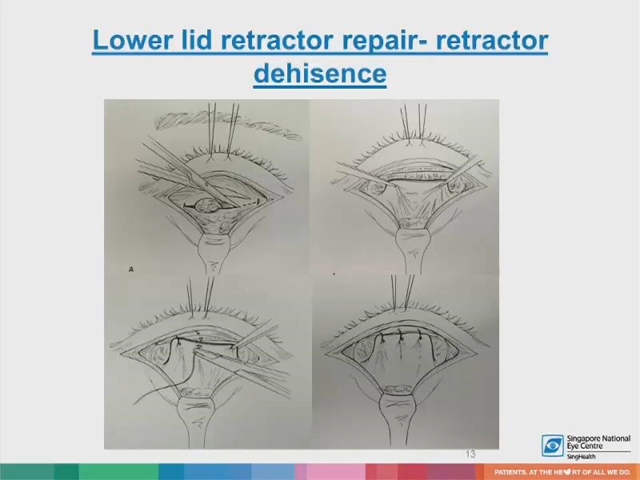 Lower lid retractor repair- retractor
dehisence
A
13
Singapore National
Eye Centre
SingHealth
PATIENTS. AT THE HE♥RT OF ALL WE DO.